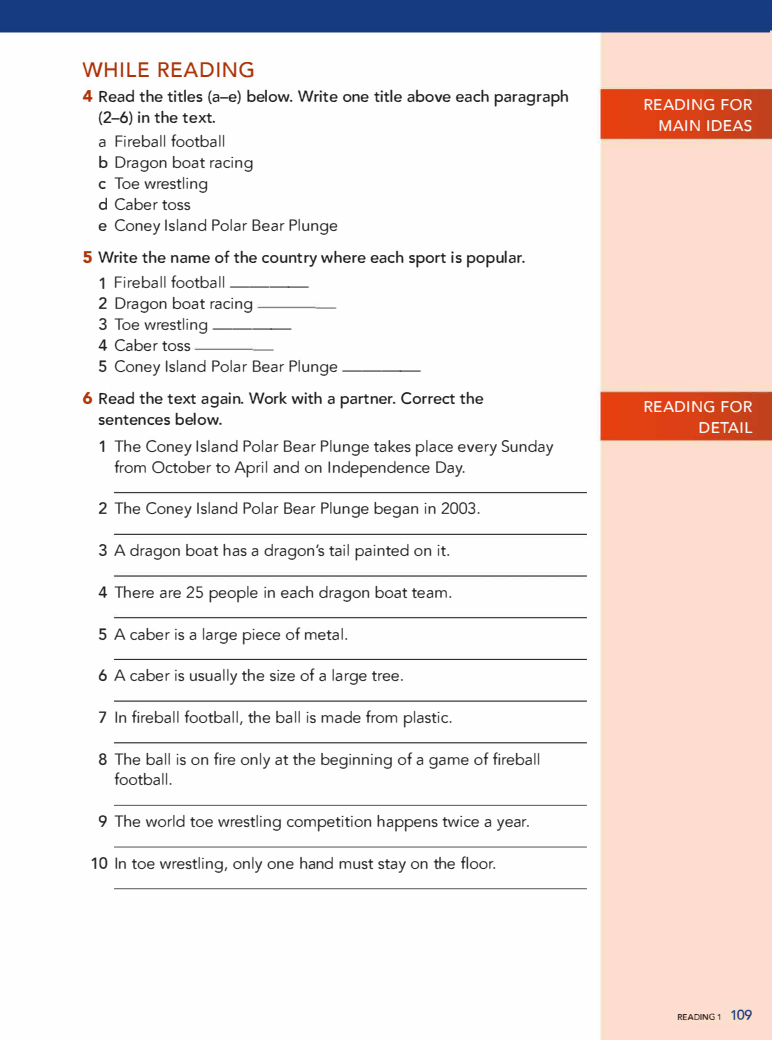 WHILE READING
4 Read the titles (a–e) below. Write one title above each paragraph
(2–6) in the text.
a Fireball football
b Dragon boat racing
c Toe wrestling
d Caber toss
e Coney Island Polar Bear Plunge
READING FOR
MAIN IDEAS
5 Write the name of the country where each sport is popular.
1 Fireball football ________
2 Dragon boat racing ________
3 Toe wrestling ________
4 Caber toss ________
5 Coney Island Polar Bear Plunge ________
6 Read the text again. Work with a partner. Correct the
sentences below.
READING FOR
DETAIL
1 The Coney Island Polar Bear Plunge takes place every Sunday
from October to April and on Independence Day.
2 The Coney Island Polar Bear Plunge began in 2003.
3 A dragon boat has a dragon's tail painted on it.
4 There are 25 people in each dragon boat team.
5 A caber is a large piece of metal.
6 A caber is usually the size of a large tree.
7 In fireball football, the ball is made from plastic.
8 The ball is on fire only at the beginning of a game of fireball
football.
9 The world toe wrestling competition happens twice a year.
10 In toe wrestling, only one hand must stay on the floor.
READING 1 109